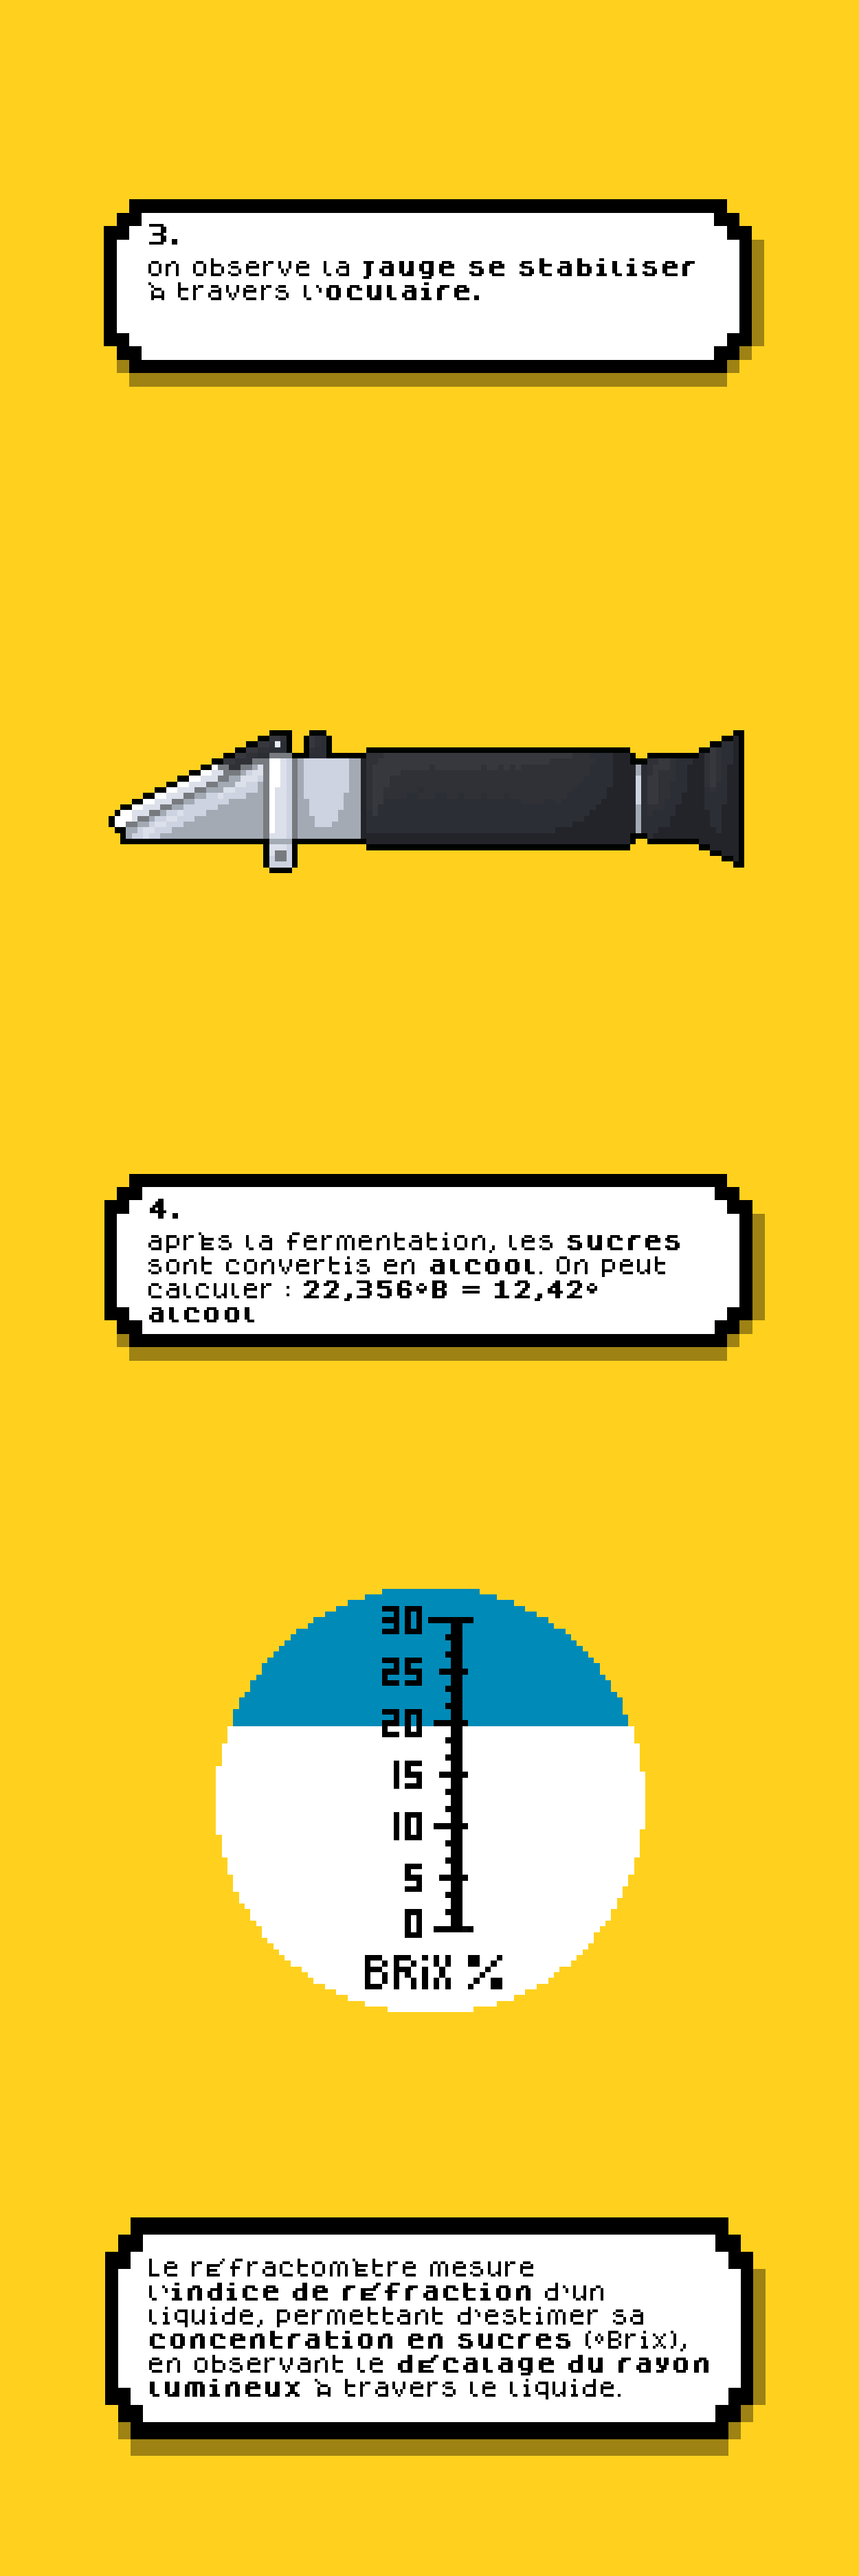 3.
on observe la jauge se stabiliser
à travers l'oculaire.
4.
après la fermentation, les sucres
sont convertis en alcool. On peut
calculer : 22,356°B = 12,42°
alcool
30
25
20
15
10
5
0
BRiX %
Le réfractomètre mesure
l'indice de réfraction d'un
liquide, permettant d'estimer sa
concentration en sucres (°Brix),
en observant le décalage du rayon
lumineux à travers le liquide.